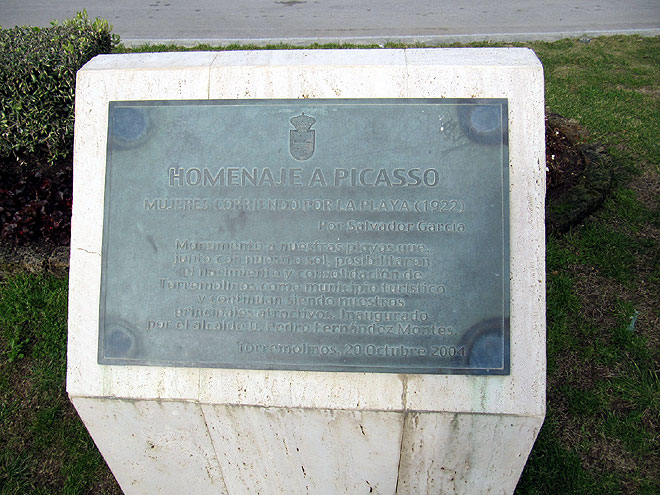 HOMENAJE A PICASSO
MUJERES CORRIENDO POR LA PLAYA (1922)
Por Salvador García
Monumento a nuestras playas que,
junto con nuestro sol, posibilitaron
el nacimiento y consolidación de
Torremolinos como municipio turístico
y continúan siendo nuestros
principales atractivos. Inaugurado
por el alcalde D. Pedro Fernández Montes.
Torremolinos, 20 Octubre 2004